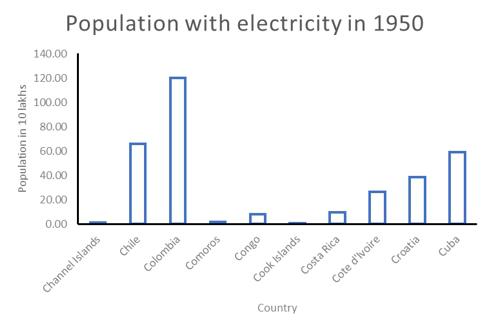 Population with electricity in 1950
Population in 10 lakhs
140.00
120.00
100.00
80.00
60.00
40.00
20.00
0.00
Channel Islands
Chile
Colombia
Comoros
Congo
Cook Islands
Costa Rica
Cote d'Ivoire
Croatia
Cuba
Country